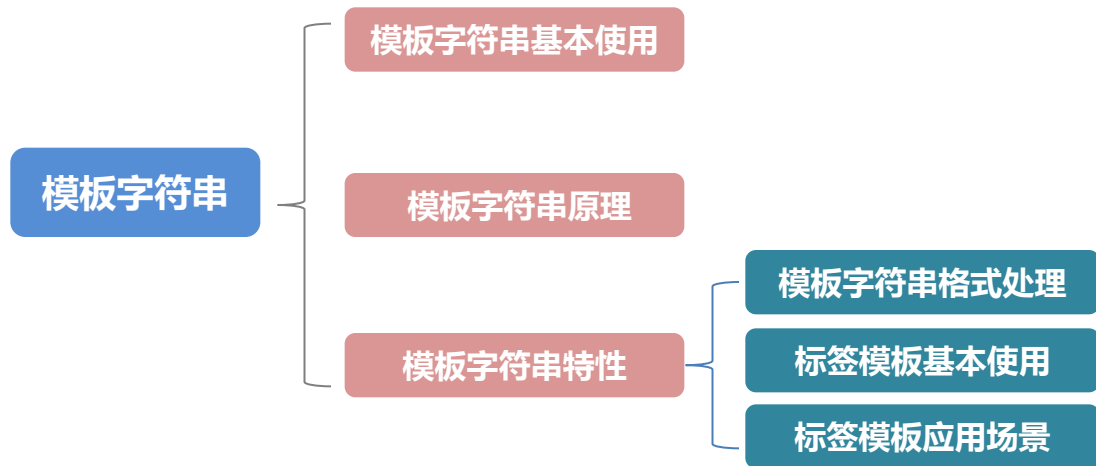 模板字符串基本使用
模板字符串
模板字符串原理
模板字符串格式处理
模板字符串特性
标签模板基本使用
标签模板应用场景